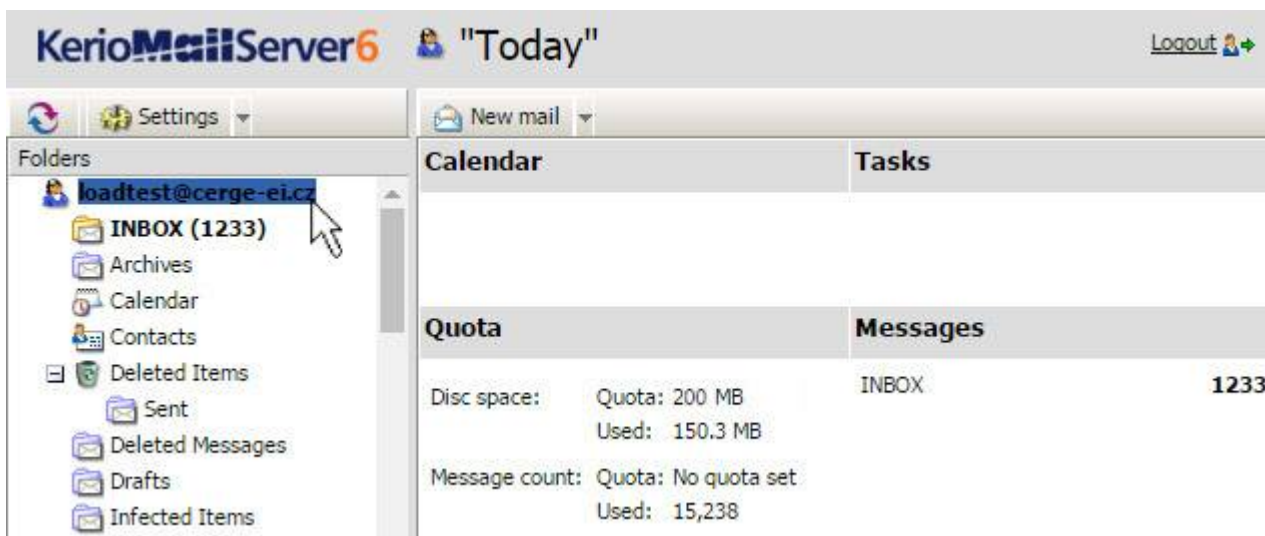 KerioMailServer6 "Today" Logout
Settings New mail
Folders
loadtest@cerge-ei.cz
INBOX (1233)
Archives
Calendar
Contacts
Deleted Items
Sent
Deleted Messages
Drafts
Infected Items
Calendar Tasks
Quota Messages
Disc space: Quota: 200 MB
Used: 150.3 MB
Message count: Quota: No quota set
Used: 15,238
INBOX 1233